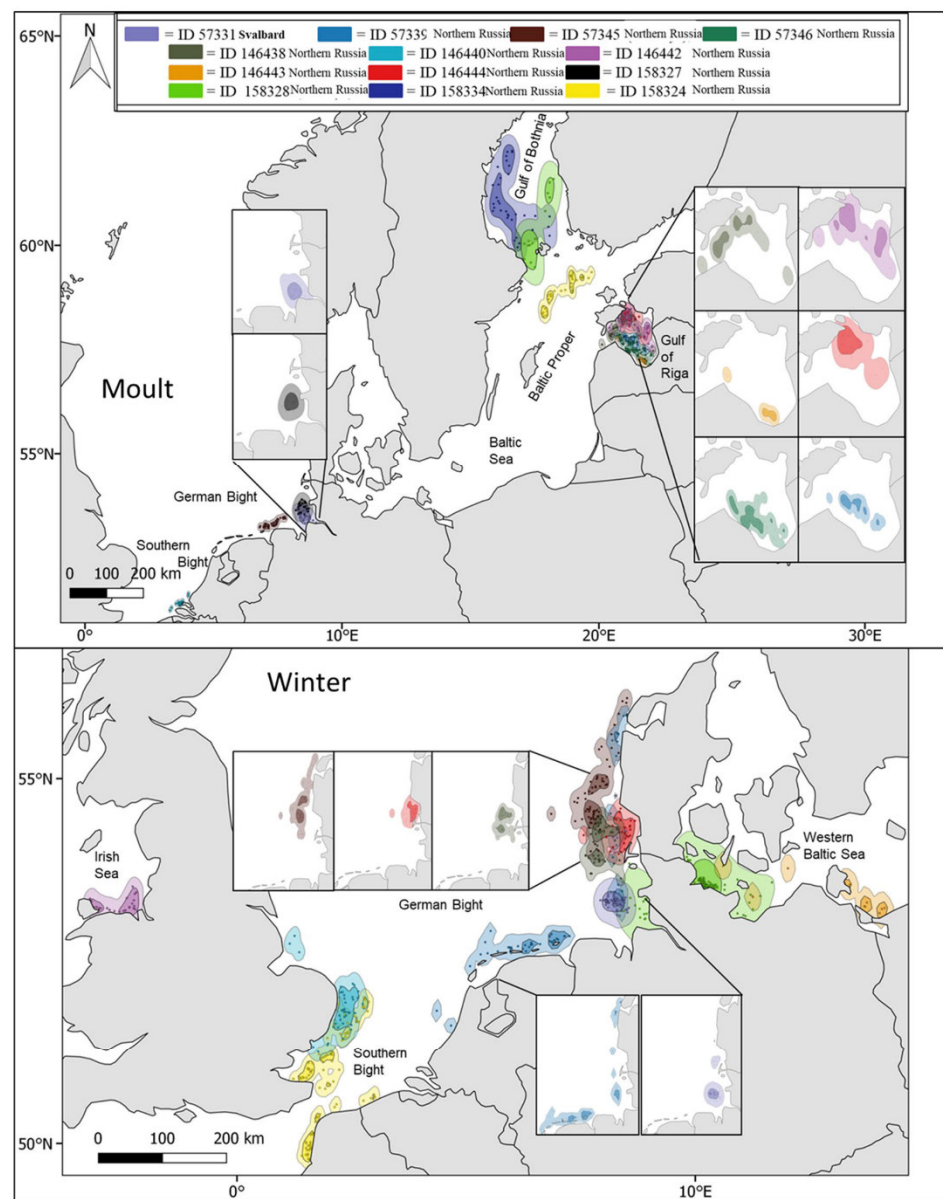 65°N
N
= ID 57331 Svalbard = ID 57339 Northern Russia = ID 57345 Northern Russia = ID 57346 Northern Russia
= ID 146438 Northern Russia = ID 146440 Northern Russia = ID 146442 Northern Russia
= ID 146443 Northern Russia = ID 146444 Northern Russia = ID 158327 Northern Russia
= ID 158328 Northern Russia = ID 158334 Northern Russia = ID 158324 Northern Russia
Gulf of Bothnia
60°N
Gulf
of
Riga
Baltic Proper
Moult
Baltic
Sea
55°N
German Bight
Southern
Bight
0 100 200 km
0° 10°E 20°E 30°E
Winter
55°N
Irish
Sea
Western
Baltic Sea
German Bight
Southern
Bight
50°N
0 100 200 km
0° 10°E